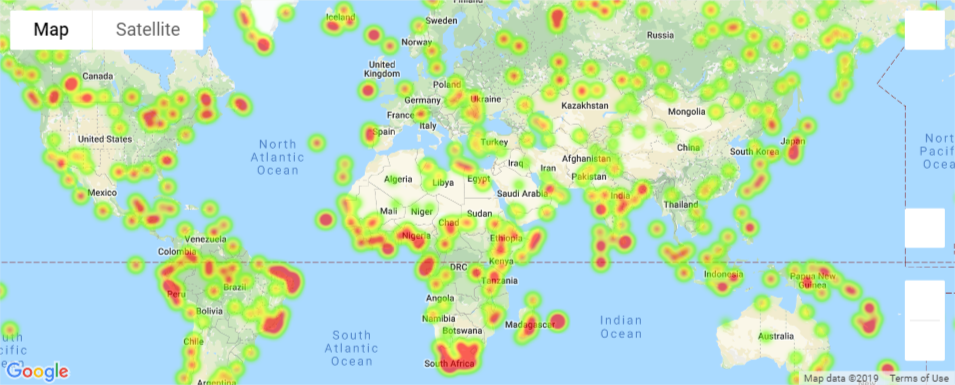 Map
Satellite
Finland
Iceland
Sweden
Norway
Russia
United
Kingdom
Canada
Poland
Germany
Ukraine
Kazakhstan
France
Mongolia
Italy
Spain
United States
Turkey
China
Japan
South Korea
North
Atlantic
Ocean
North
Pacific
Ocea
Iraq
Iran
Afghanistan
Pakistan
Algeria
Libya
Egypt
Saudi Arabia
India
Mexico
Mali
Niger
Sudan
Thailand
Chad
Nigeria
Ethiopia
Venezuela
Colombia
Kenya
DRC
Tanzania
Indonesia
Papua New
Guinea
Brazil
Peru
Angola
Bolivia
Namibia
Madagascar
Botswana
Indian
Ocean
South
Atlantic
Ocean
Australia
Chile
South Africa
Argentina
Google
Map data ©2019
Terms of Use